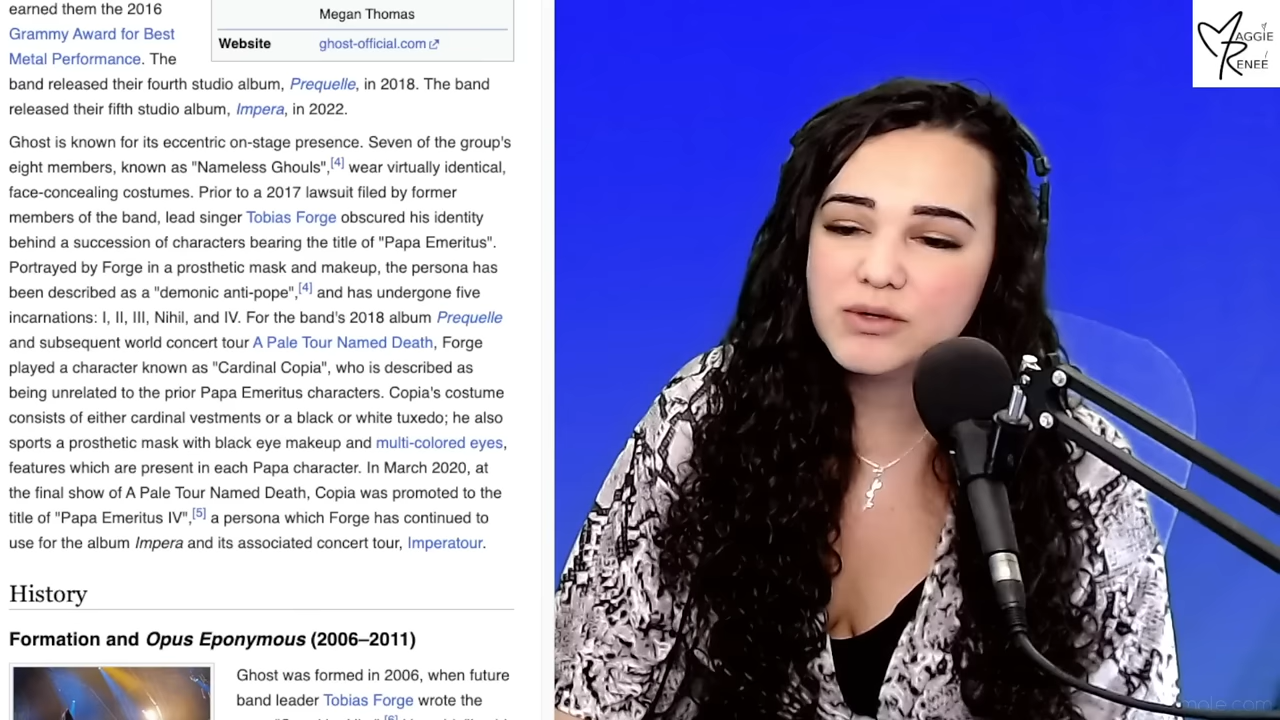 earned them the 2016
Grammy Award for Best
Metal Performance. The
band released their fourth studio album, Prequelle, in 2018. The band
released their fifth studio album, Impera, in 2022.
Megan Thomas
Website ghost-official.com
Ghost is known for its eccentric on-stage presence. Seven of the group's
eight members, known as "Nameless Ghouls",[4] wear virtually identical,
face-concealing costumes. Prior to a 2017 lawsuit filed by former
members of the band, lead singer Tobias Forge obscured his identity
behind a succession of characters bearing the title of "Papa Emeritus".
Portrayed by Forge in a prosthetic mask and makeup, the persona has
been described as a "demonic anti-pope",[4] and has undergone five
incarnations: I, II, III, Nihil, and IV. For the band's 2018 album Prequelle
and subsequent world concert tour A Pale Tour Named Death, Forge
played a character known as "Cardinal Copia", who is described as
being unrelated to the prior Papa Emeritus characters. Copia's costume
consists of either cardinal vestments or a black or white tuxedo; he also
sports a prosthetic mask with black eye makeup and multi-colored eyes,
features which are present in each Papa character. In March 2020, at
the final show of A Pale Tour Named Death, Copia was promoted to the
title of "Papa Emeritus IV",[5] a persona which Forge has continued to
use for the album Impera and its associated concert tour, Imperatour.
History
Formation and Opus Eponymous (2006–2011)
Ghost was formed in 2006, when future
band leader Tobias Forge wrote the
MAGGIE
RENEE